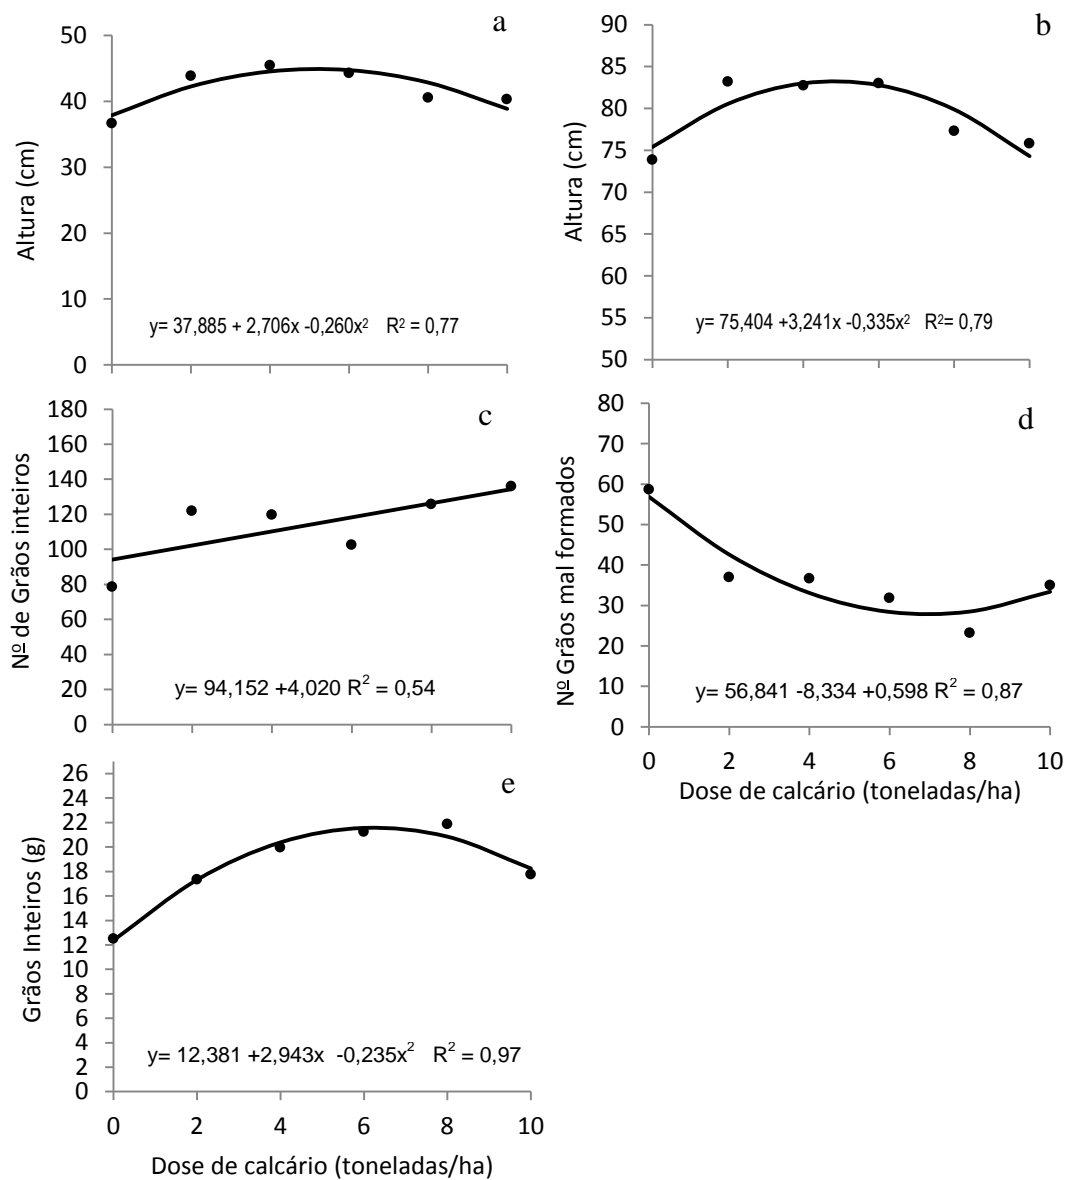 a
50
40
30
20
10
0
Altura (cm)
y= 37,885 + 2,706x -0,260x² R² = 0,77
b
90
85
80
75
70
65
60
55
50
Altura (cm)
y= 75,404 +3,241x -0,335x² R²= 0,79
c
180
160
140
120
100
80
60
40
20
0
Nº de Grãos inteiros
y= 94,152 +4,020 R² = 0,54
d
80
70
60
50
40
30
20
10
0
Nº Grãos mal formados
y= 56,841 -8,334 +0,598 R² = 0,87
0 2 4 6 8 10
Dose de calcário (toneladas/ha)
e
26
24
22
20
18
16
14
12
10
8
6
4
2
0
Grãos Inteiros (g)
y= 12,381 +2,943x -0,235x² R² = 0,97
0 2 4 6 8 10
Dose de calcário (toneladas/ha)